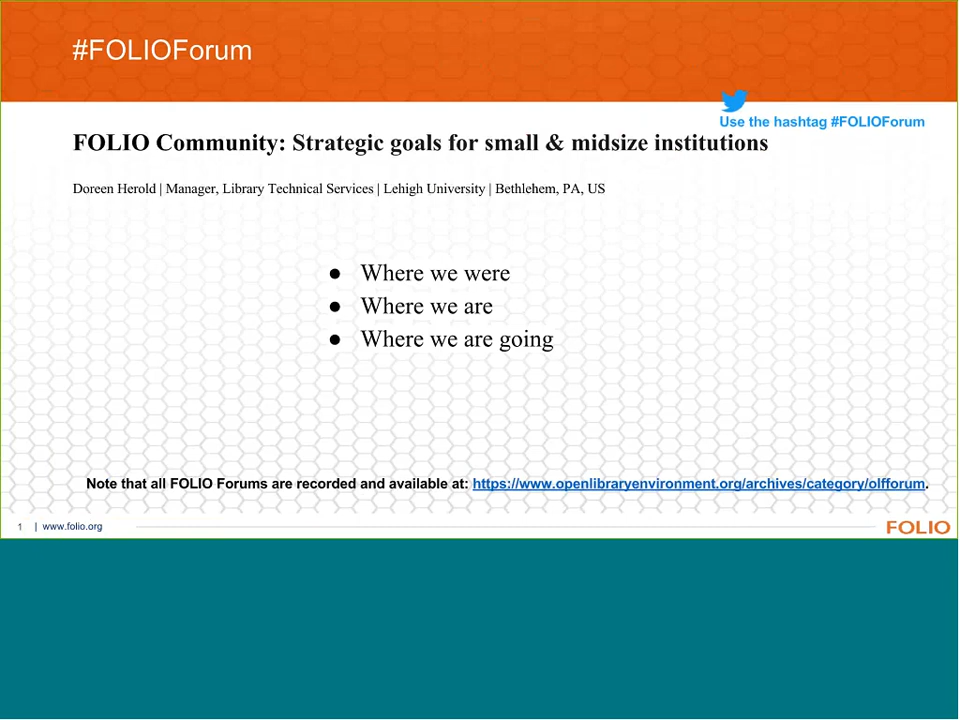 #FOLIOForum
Use the hashtag #FOLIOForum
FOLIO Community: Strategic goals for small & midsize institutions
Doreen Herold | Manager, Library Technical Services | Lehigh University | Bethlehem, PA, US
● Where we were
● Where we are
● Where we are going
Note that all FOLIO Forums are recorded and available at: https://www.openlibraryenvironment.org/archives/category/olfforum.
1 | www.folio.org
FOLIO